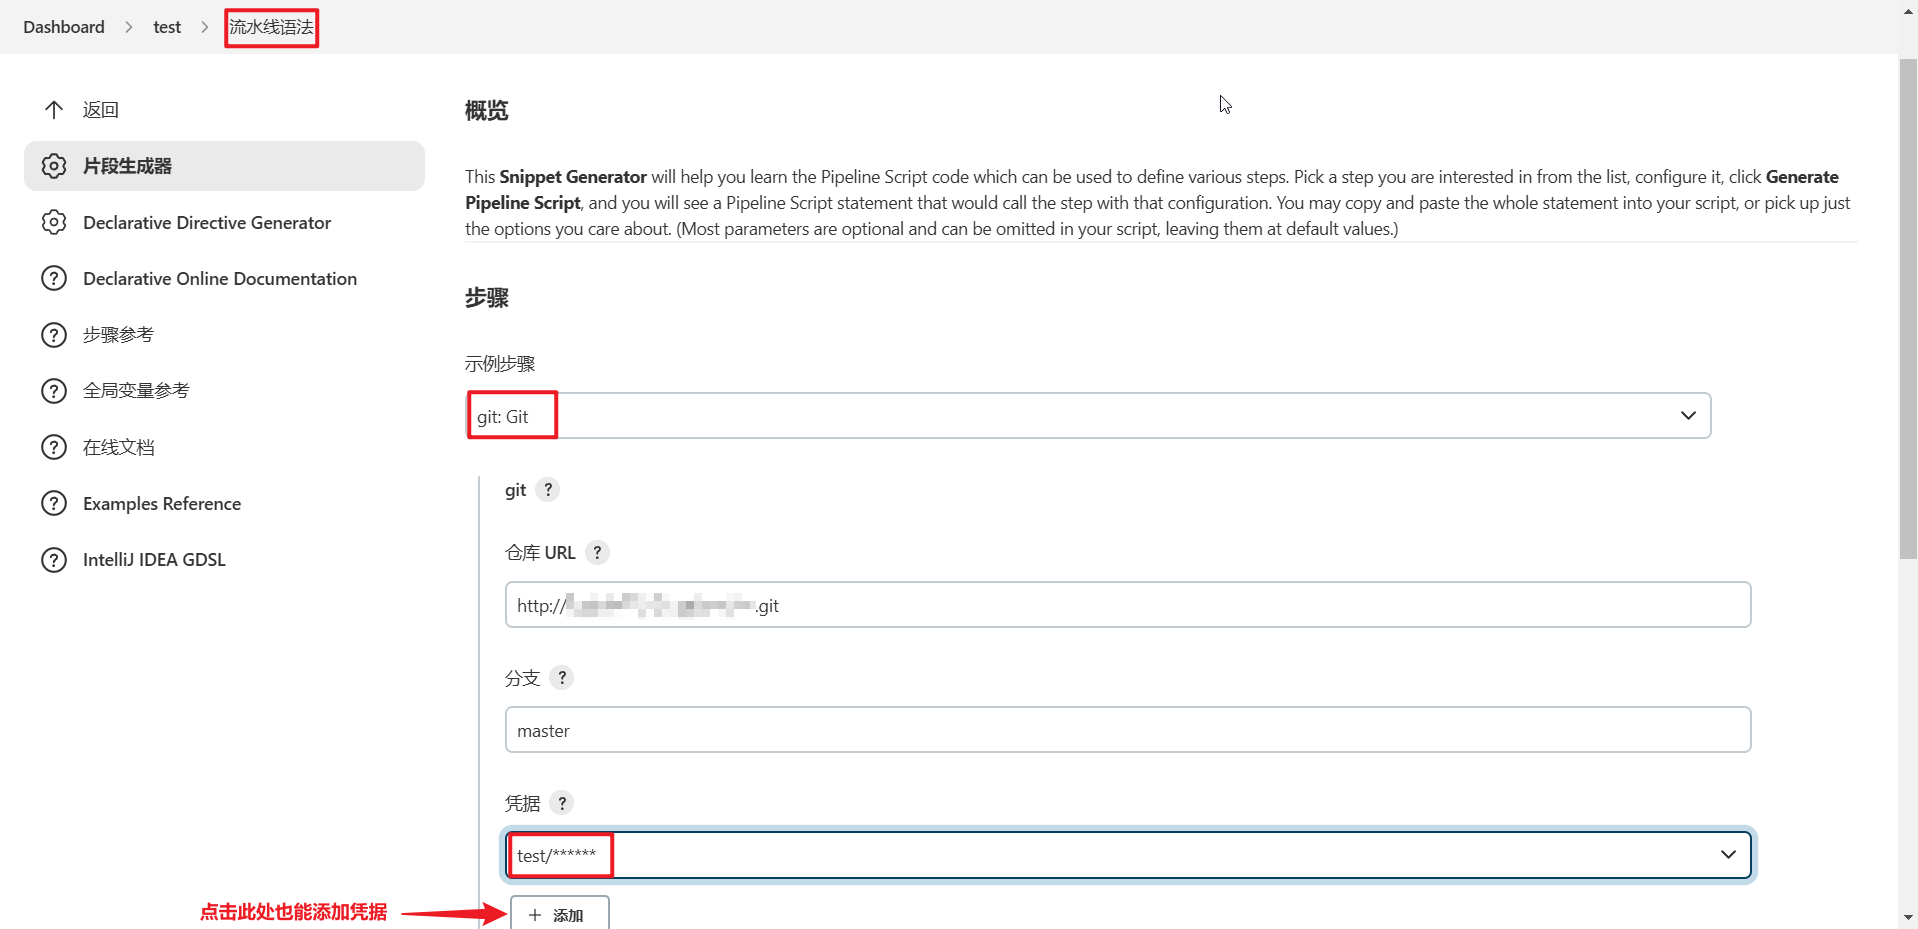 Dashboard > test > 流水线语法
返回
片段生成器
Declarative Directive Generator
Declarative Online Documentation
步骤参考
全局变量参考
在线文档
Examples Reference
IntelliJ IDEA GDSL
概览
This Snippet Generator will help you learn the Pipeline Script code which can be used to define various steps. Pick a step you are interested in from the list, configure it, click Generate
Pipeline Script, and you will see a Pipeline Script statement that would call the step with that configuration. You may copy and paste the whole statement into your script, or pick up just
the options you care about. (Most parameters are optional and can be omitted in your script, leaving them at default values.)
步骤
示例步骤
git: Git
git ?
仓库 URL ?
http:// .git
分支 ?
master
凭据 ?
test/******
点击此处也能添加凭据
+ 添加